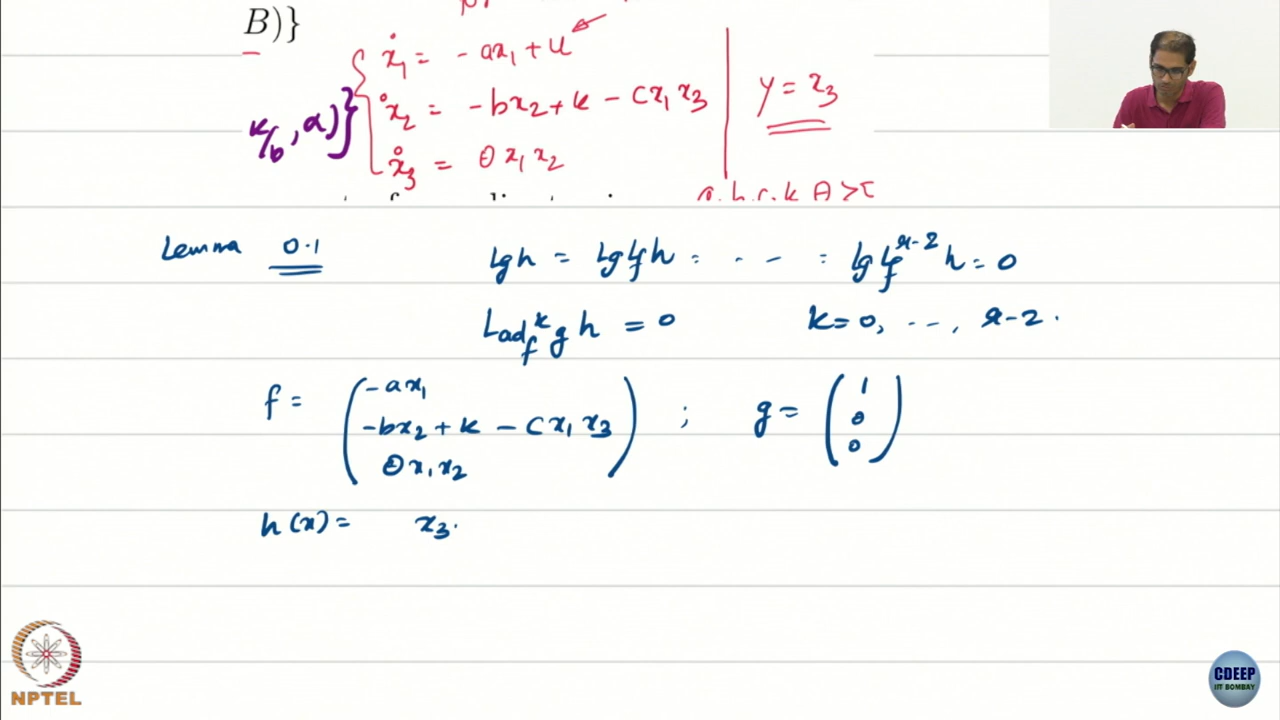 B)}
ẋ₁ = -ax₁ + u
k/b, a)}
ẋ₂ = -bx₂ + k - cx₁x₃
y = x₃
ẋ₃ = θx₁x₂
Lemma 0.1
Lgh = LgLfh = ... = LgLf^{r-2}h = 0
L_{ad_f^k g}h = 0    k = 0, ..., r-2.
f = (-ax₁
-bx₂ + k - cx₁x₃
θx₁x₂) ; g = (1 0 0)
h(x) = x₃.
NPTEL
CDEEP
IIT BOMBAY